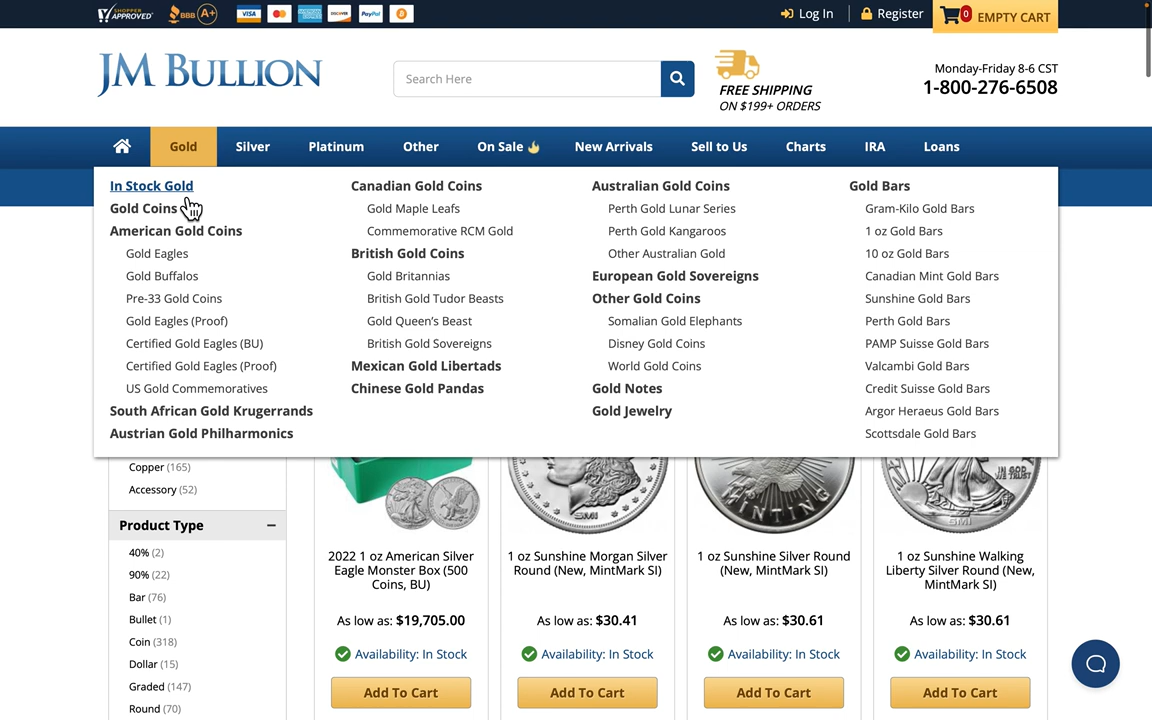 SHOPPER APPROVED
BBB A+
VISA
DISCOVER
PayPal
Log In
Register
0 EMPTY CART
JM BULLION
Search Here
FREE SHIPPING
ON $199+ ORDERS
Monday-Friday 8-6 CST
1-800-276-6508
Gold Silver Platinum Other On Sale New Arrivals Sell to Us Charts IRA Loans
In Stock Gold
Gold Coins
American Gold Coins
Gold Eagles
Gold Buffalos
Pre-33 Gold Coins
Gold Eagles (Proof)
Certified Gold Eagles (BU)
Certified Gold Eagles (Proof)
US Gold Commemoratives
South African Gold Krugerrands
Austrian Gold Philharmonics
Canadian Gold Coins
Gold Maple Leafs
Commemorative RCM Gold
British Gold Coins
Gold Britannias
British Gold Tudor Beasts
Gold Queen's Beast
British Gold Sovereigns
Mexican Gold Libertads
Chinese Gold Pandas
Australian Gold Coins
Perth Gold Lunar Series
Perth Gold Kangaroos
Other Australian Gold
European Gold Sovereigns
Other Gold Coins
Somalian Gold Elephants
Disney Gold Coins
World Gold Coins
Gold Notes
Gold Jewelry
Gold Bars
Gram-Kilo Gold Bars
1 oz Gold Bars
10 oz Gold Bars
Canadian Mint Gold Bars
Sunshine Gold Bars
Perth Gold Bars
PAMP Suisse Gold Bars
Valcambi Gold Bars
Credit Suisse Gold Bars
Argor Heraeus Gold Bars
Scottsdale Gold Bars
Copper (165)
Accessory (52)
Product Type
40% (2)
90% (22)
Bar (76)
Bullet (1)
Coin (318)
Dollar (15)
Graded (147)
Round (70)
2022 1 oz American Silver
Eagle Monster Box (500
Coins, BU)
As low as: $19,705.00
Availability: In Stock
Add To Cart
SMI
1 oz Sunshine Morgan Silver
Round (New, MintMark SI)
As low as: $30.41
Availability: In Stock
Add To Cart
MINTING
1 oz Sunshine Silver Round
(New, MintMark SI)
As low as: $30.61
Availability: In Stock
Add To Cart
IN GOD
WE TRUST
SMI
1 oz Sunshine Walking
Liberty Silver Round (New,
MintMark SI)
As low as: $30.61
Availability: In Stock
Add To Cart